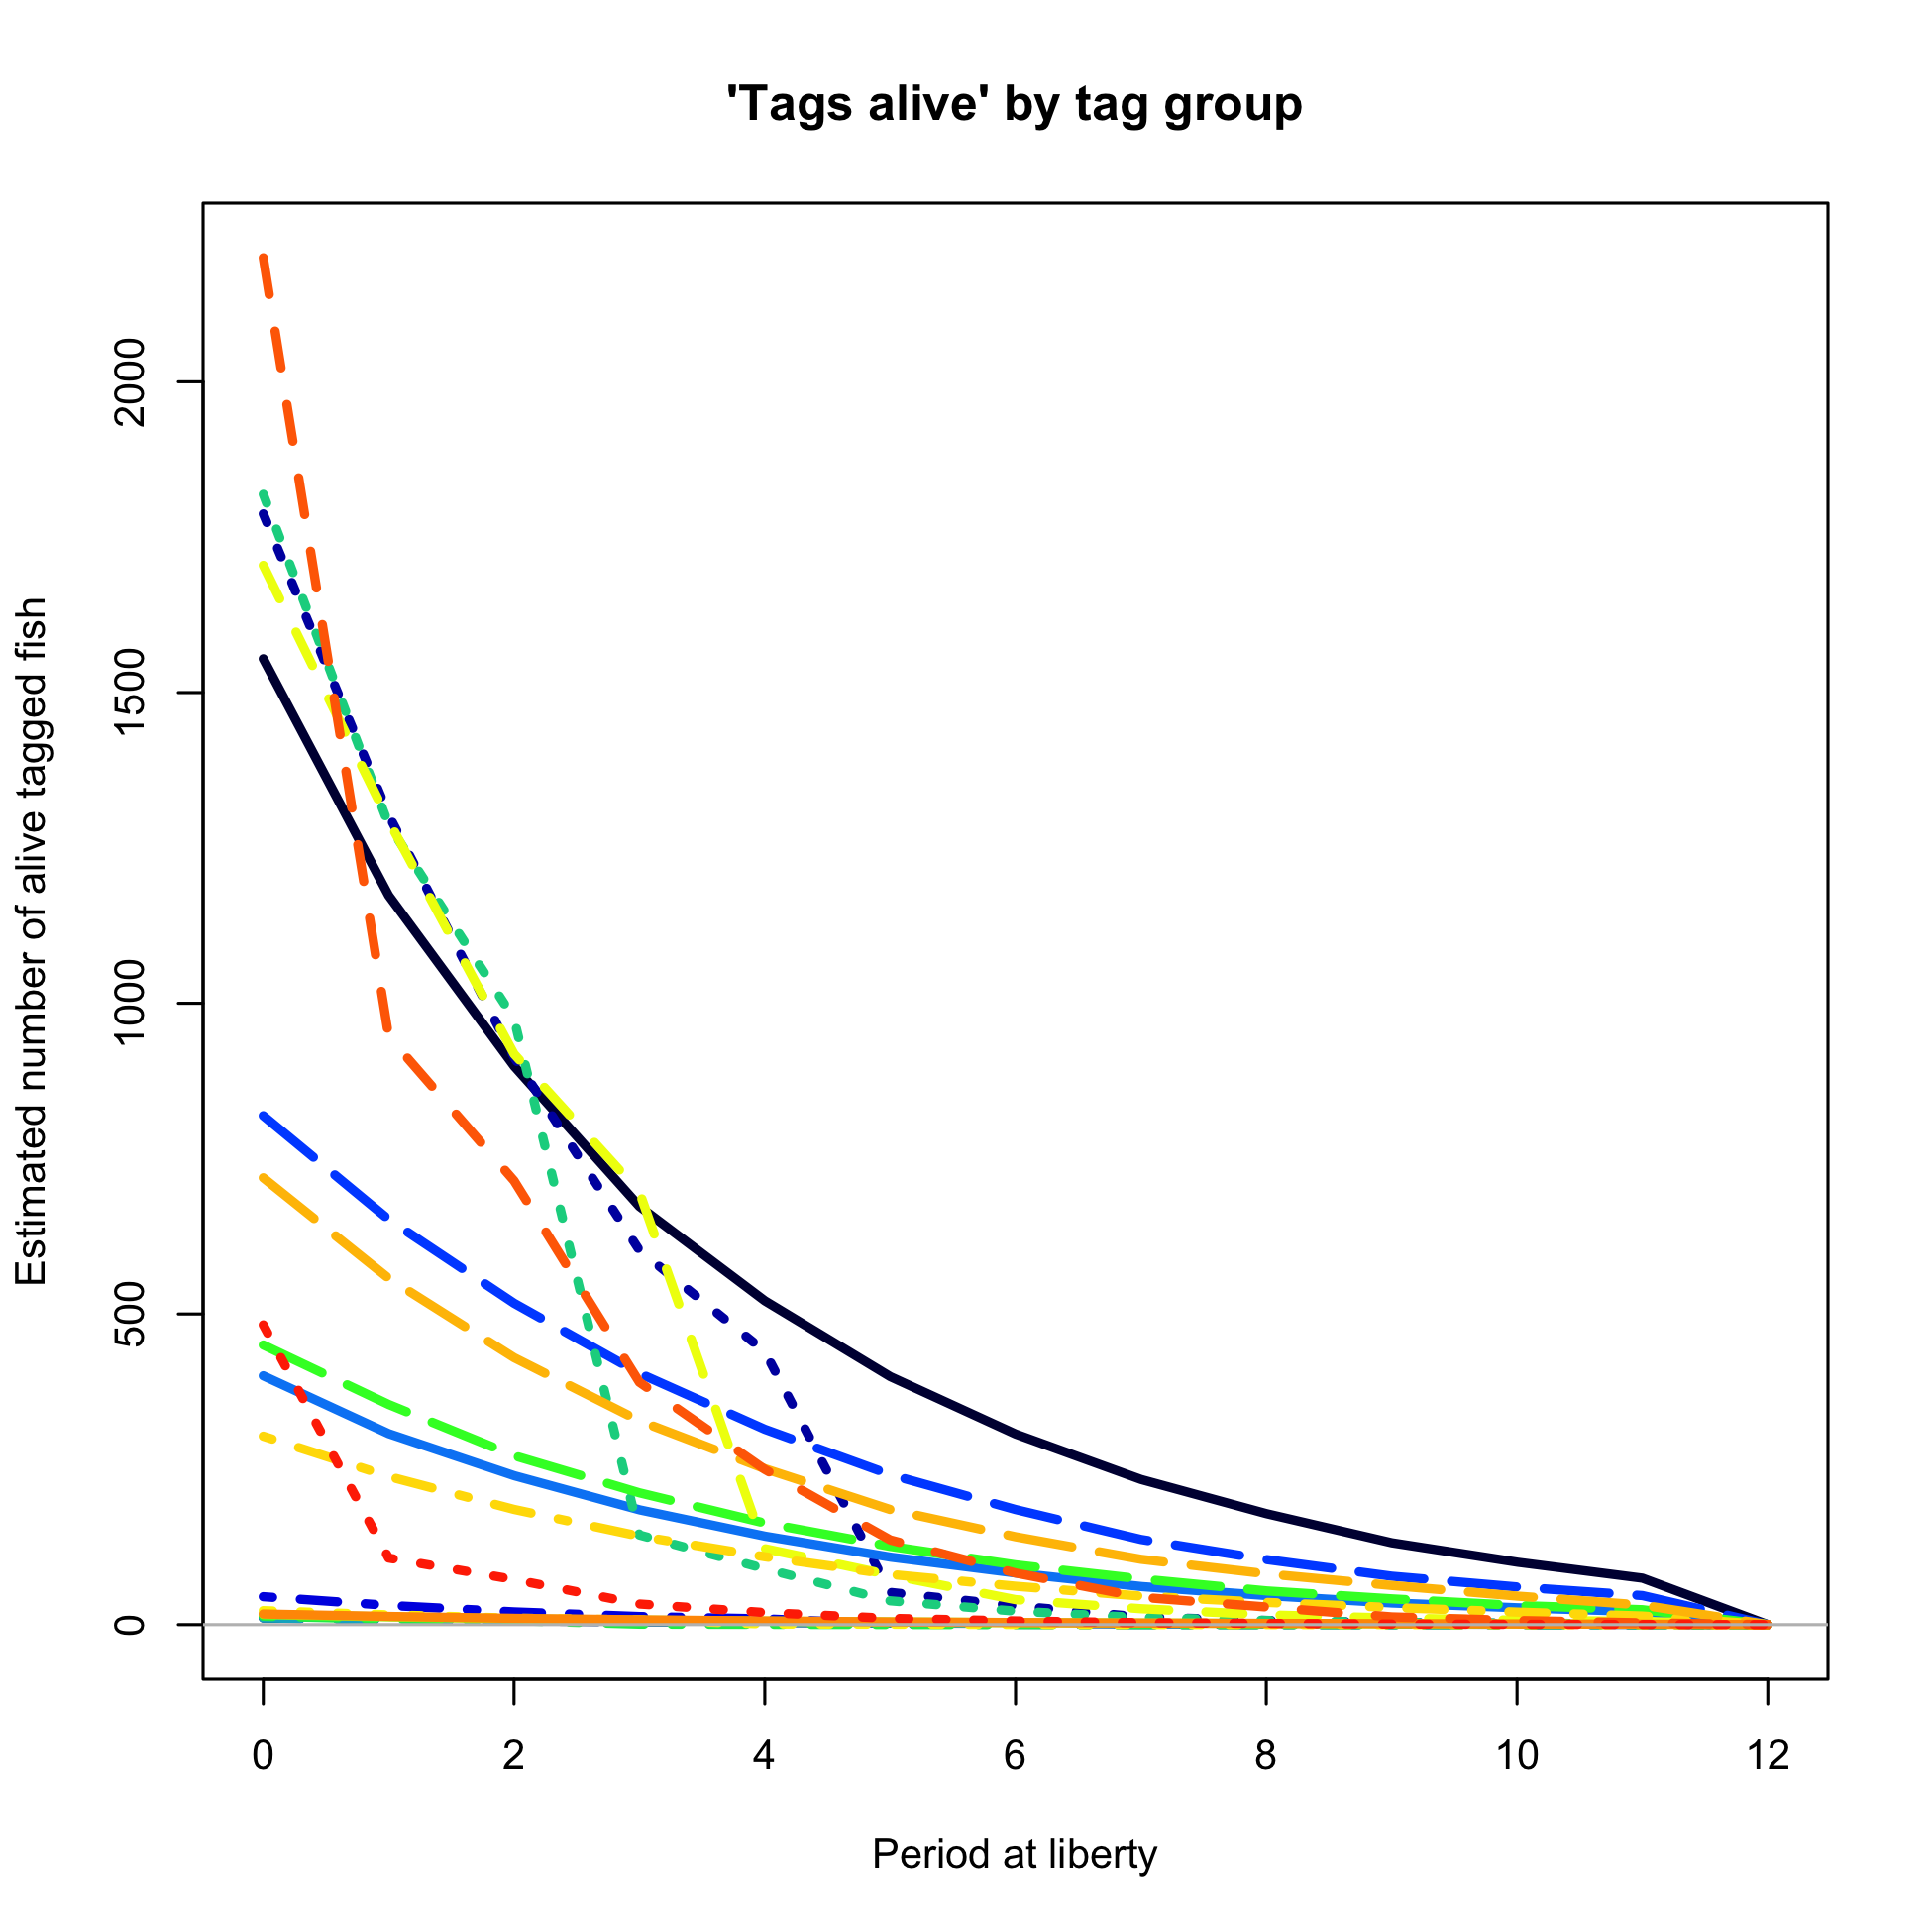 'Tags alive' by tag group
Estimated number of alive tagged fish
2000
1500
1000
500
0
0 2 4 6 8 10 12
Period at liberty